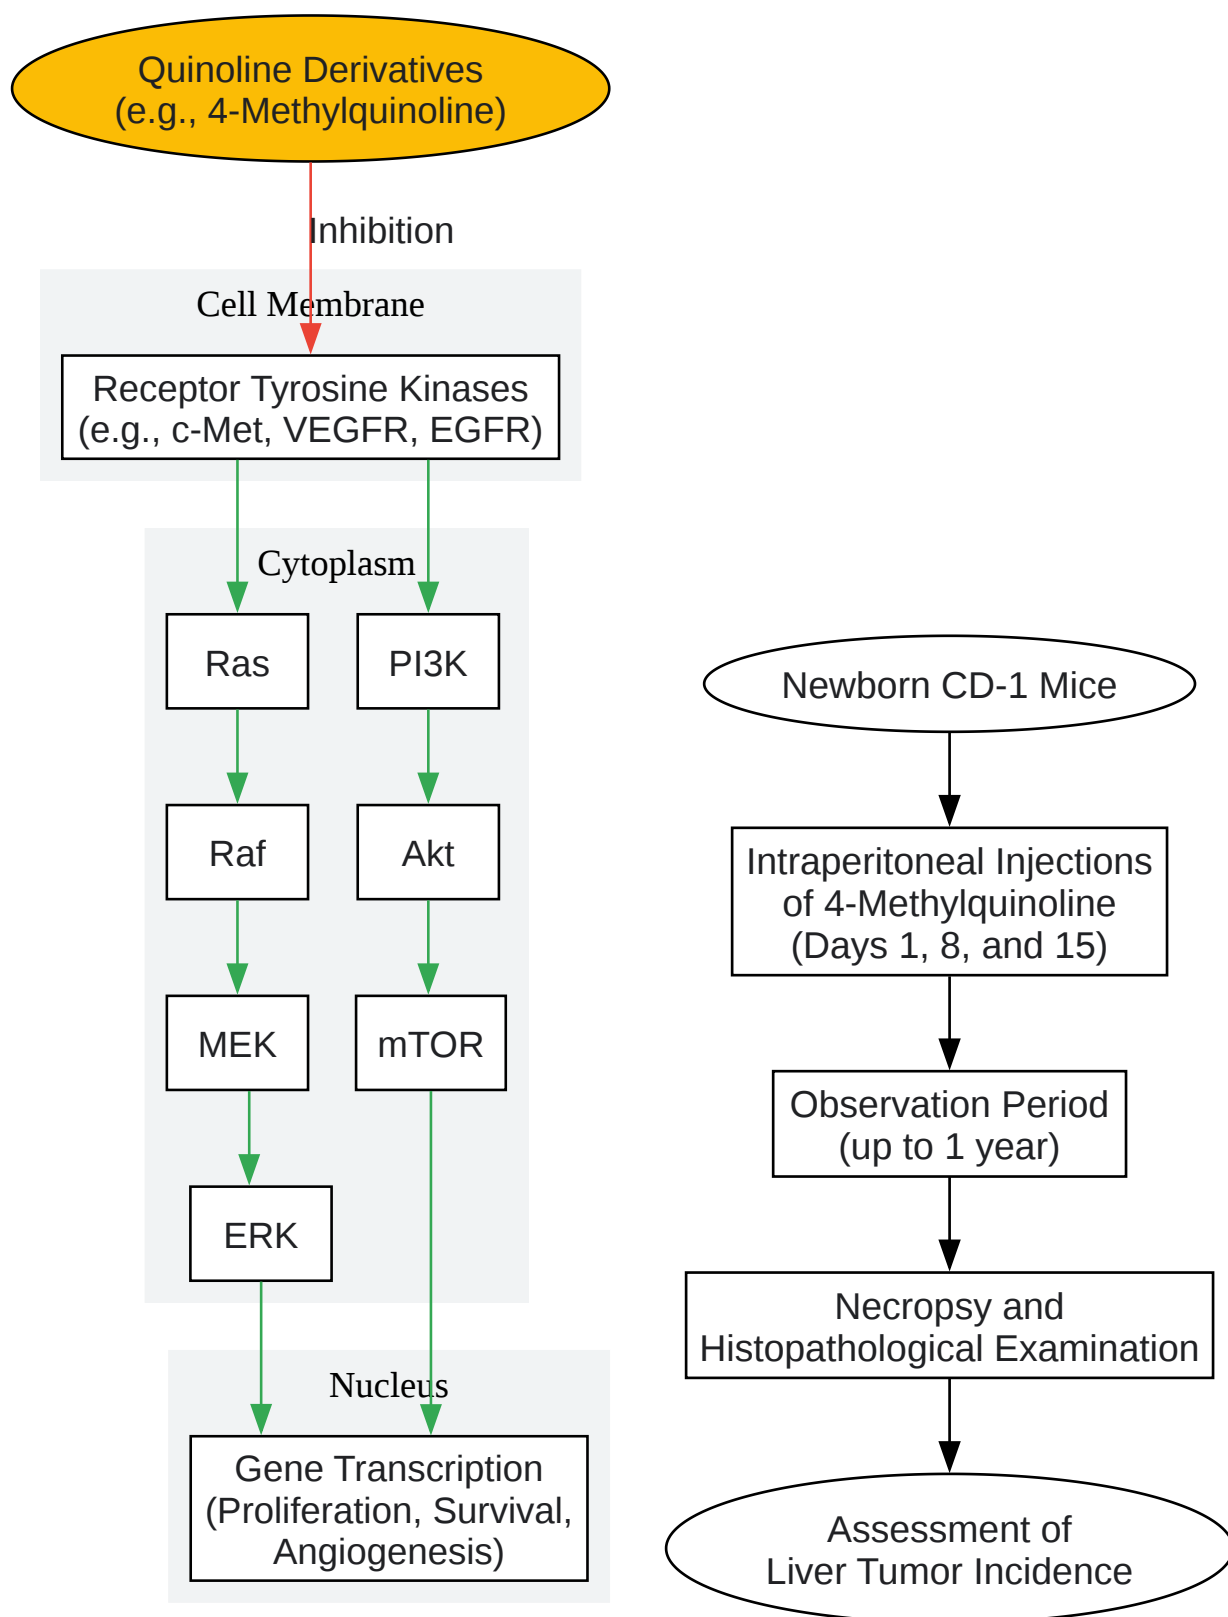 Quinoline Derivatives
(e.g., 4-Methylquinoline)
Inhibition
Cell Membrane
Receptor Tyrosine Kinases
(e.g., c-Met, VEGFR, EGFR)
Cytoplasm
Ras
PI3K
Raf
Akt
MEK
mTOR
ERK
Nucleus
Gene Transcription
(Proliferation, Survival,
Angiogenesis)
Newborn CD-1 Mice
Intraperitoneal Injections
of 4-Methylquinoline
(Days 1, 8, and 15)
Observation Period
(up to 1 year)
Necropsy and
Histopathological Examination
Assessment of
Liver Tumor Incidence